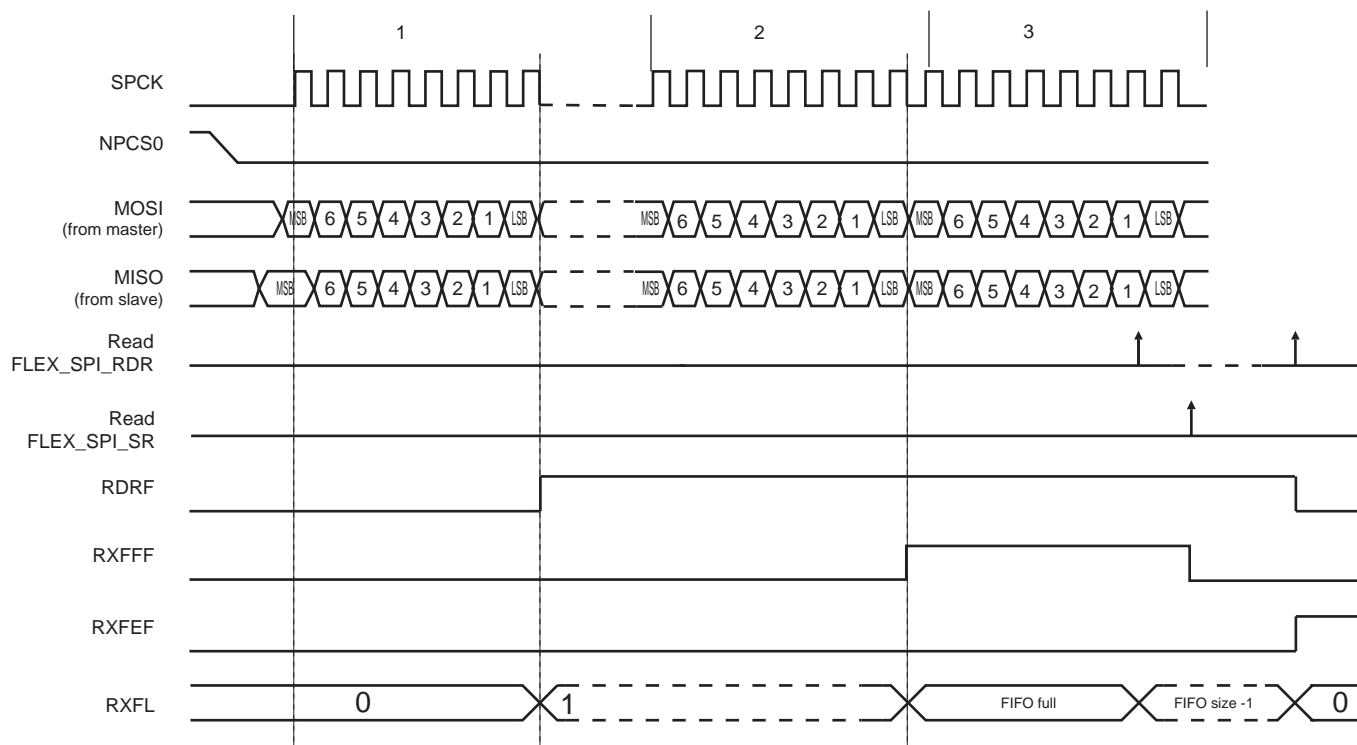 1 2 3
SPCK
NPCS0
MOSI
(from master)
MSB 6 5 4 3 2 1 LSB MSB 6 5 4 3 2 1 LSB MSB 6 5 4 3 2 1 LSB
MISO
(from slave)
MSB 6 5 4 3 2 1 LSB MSB 6 5 4 3 2 1 LSB MSB 6 5 4 3 2 1 LSB
Read
FLEX_SPI_RDR
Read
FLEX_SPI_SR
RDRF
RXFFF
RXFEF
RXFL 0 1 FIFO full FIFO size -1 0